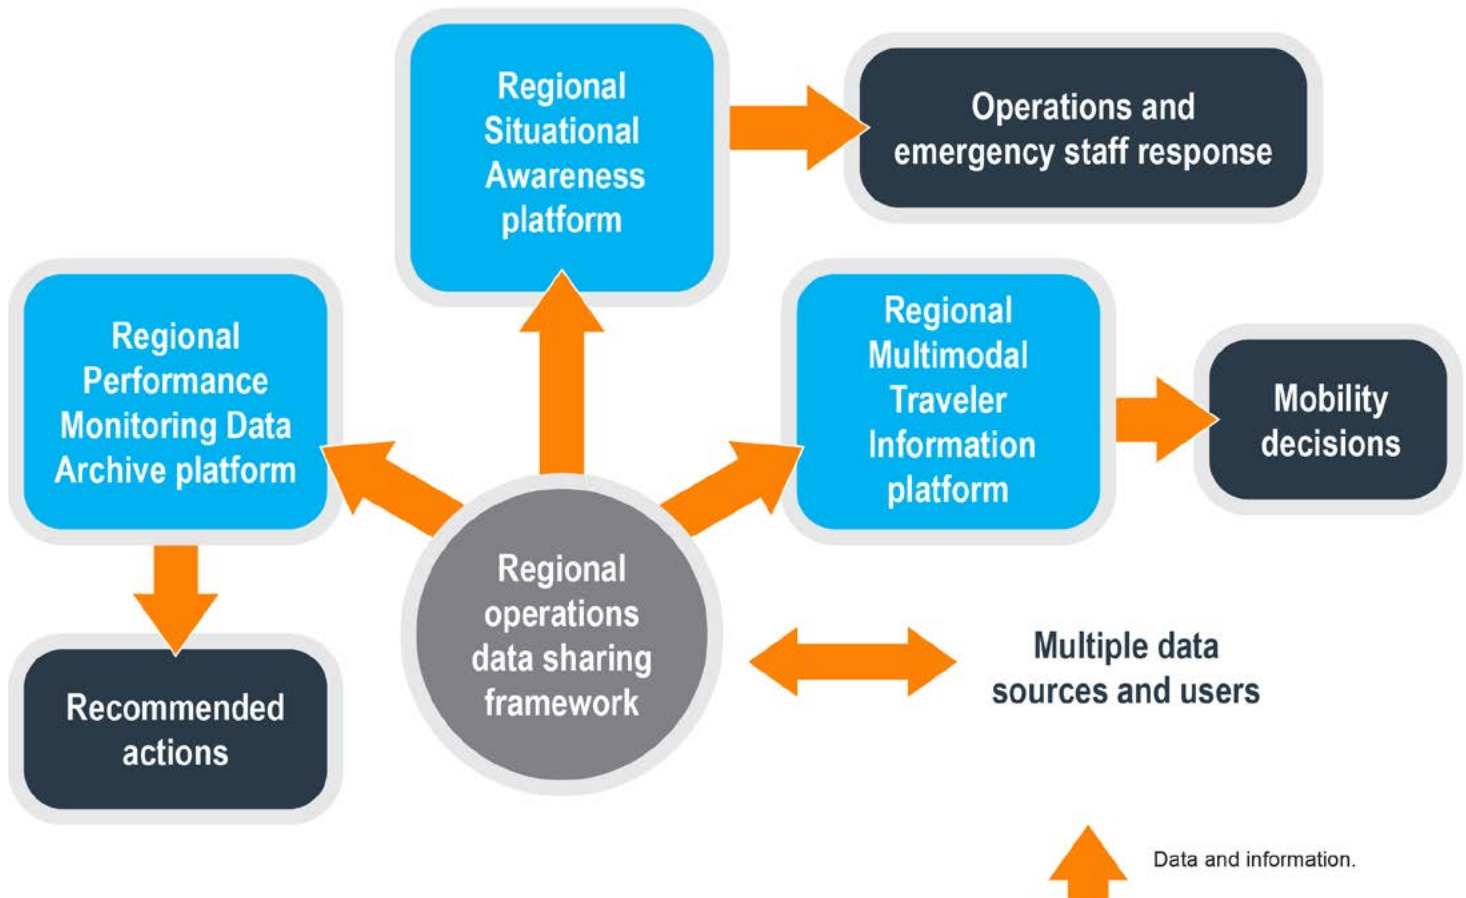 Regional
Situational
Awareness
platform
Operations and
emergency staff response
Regional
Performance
Monitoring Data
Archive platform
Regional
Multimodal
Traveler
Information
platform
Mobility
decisions
Regional
operations
data sharing
framework
Multiple data
sources and users
Recommended
actions
Data and information.